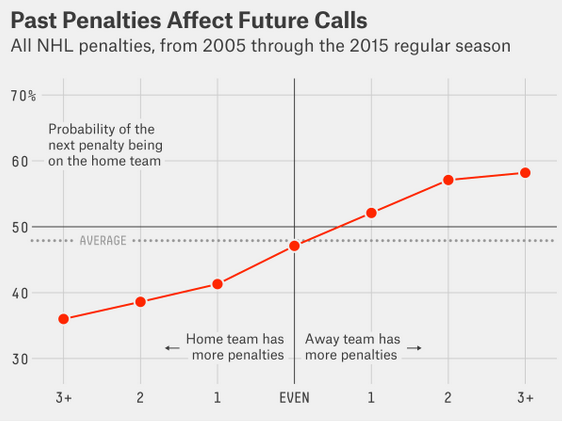 Past Penalties Affect Future Calls
All NHL penalties, from 2005 through the 2015 regular season
70%
Probability of the
next penalty being
on the home team
60
50
AVERAGE
40
Home team has
more penalties
←
Away team has
more penalties
→
30
3+
2
1
EVEN
1
2
3+